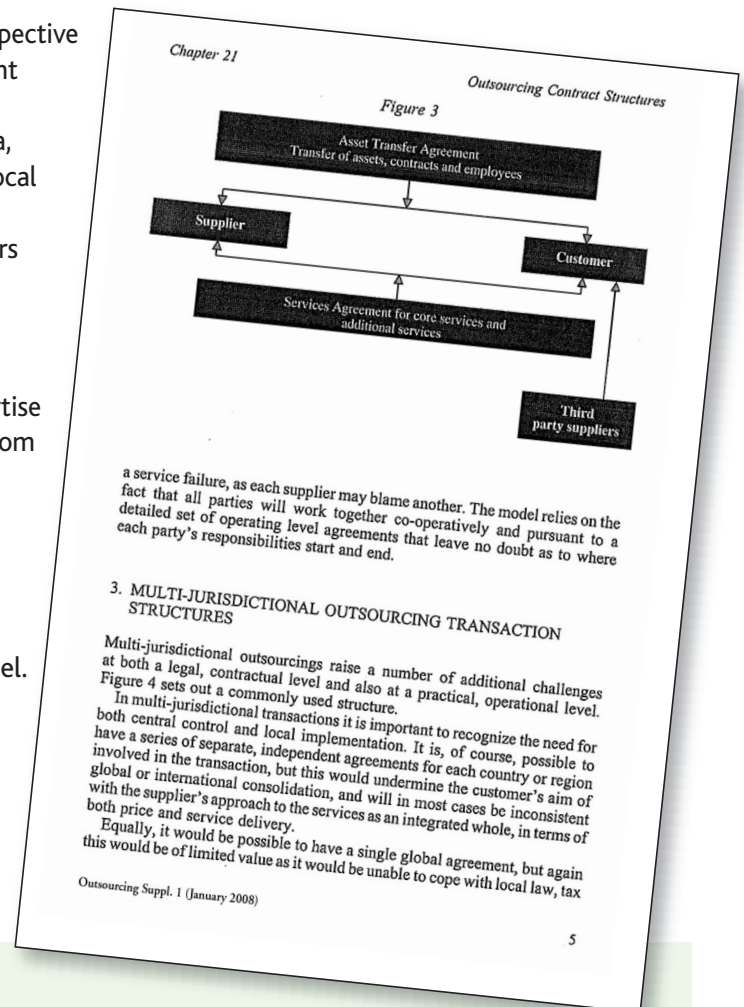 pective
nt
a,
ocal
rs
tise
om
el.
Chapter 21
Outsourcing Contract Structures
Figure 3
Asset Transfer Agreement
Transfer of assets, contracts and employees
Supplier
Customer
Services Agreement for core services and
additional services
Third
party suppliers
a service failure, as each supplier may blame another. The model relies on the
fact that all parties will work together co-operatively and pursuant to a
detailed set of operating level agreements that leave no doubt as to where
each party's responsibilities start and end.
3. MULTI-JURISDICTIONAL OUTSOURCING TRANSACTION
STRUCTURES
Multi-jurisdictional outsourcings raise a number of additional challenges
at both a legal, contractual level and also at a practical, operational level.
Figure 4 sets out a commonly used structure.
In multi-jurisdictional transactions it is important to recognize the need for
both central control and local implementation. It is, of course, possible to
have a series of separate, independent agreements for each country or region
involved in the transaction, but this would undermine the customer's aim of
global or international consolidation, and will in most cases be inconsistent
with the supplier's approach to the services as an integrated whole, in terms of
both price and service delivery.
Equally, it would be possible to have a single global agreement, but again
this would be of limited value as it would be unable to cope with local law, tax
Outsourcing Suppl. 1 (January 2008)
5